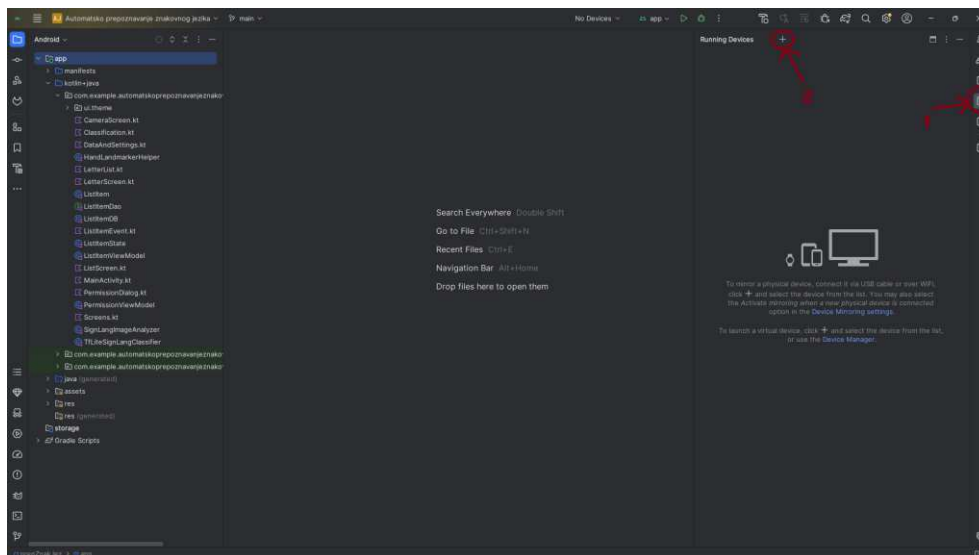 AJ Automatsko prepoznavanje znakovnog jezika main No Devices app
Android
Running Devices
app
manifests
kotlin+java
com.example.automatskoprepoznavanjeznako
ui.theme
CameraScreen.kt
Classification.kt
DataAndSettings.kt
HandLandmarkerHelper
LetterList.kt
LetterScreen.kt
ListItem
ListItemDao
ListItemDB
ListItemEvent.kt
ListItemState
ListItemViewModel
ListScreen.kt
MainActivity.kt
PermissionDialog.kt
PermissionViewModel
Screens.kt
SignLangImageAnalyzer
TfLiteSignLangClassifier
com.example.automatskoprepoznavanjeznako
com.example.automatskoprepoznavanjeznako
java (generated)
assets
res
res (generated)
storage
Gradle Scripts
Search Everywhere Double Shift
Go to File Ctrl+Shift+N
Recent Files Ctrl+E
Navigation Bar Alt+Home
Drop files here to open them
To mirror a physical device, connect it via USB cable or over WiFi,
click + and select the device from the list. You may also select
the Activate mirroring when a new physical device is connected
option in the Device Mirroring settings.
To launch a virtual device, click + and select the device from the list,
or use the Device Manager.
app